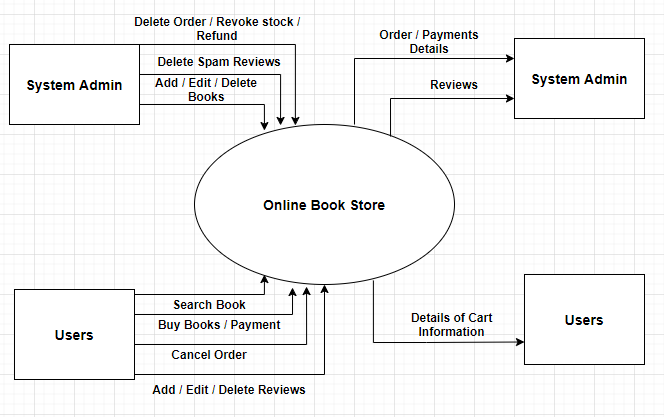 Delete Order / Revoke stock /
Refund
Delete Spam Reviews
Add / Edit / Delete
Books
System Admin
Order / Payments
Details
Reviews
System Admin
Online Book Store
Users
Search Book
Buy Books / Payment
Cancel Order
Add / Edit / Delete Reviews
Details of Cart
Information
Users